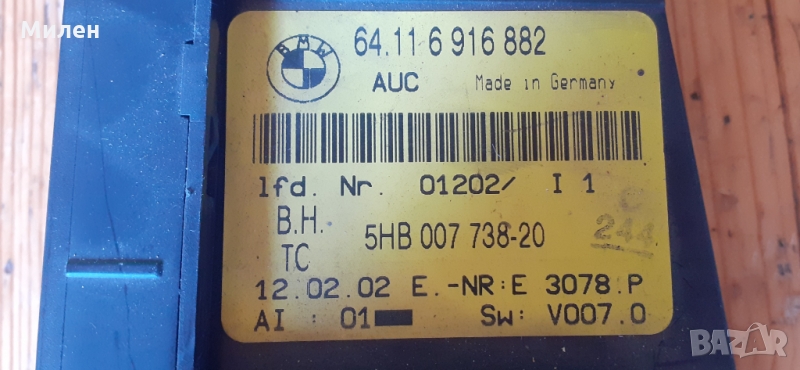 Милен
BMW
64.11 6 916 882
AUC Made in Germany
lfd. Nr. 01202/ I 1
B.H. 5HB 007 738-20
TC
244
12.02.02 E.-NR:E 3078.P
AI : 01 Sw: V007.0
BAZAR